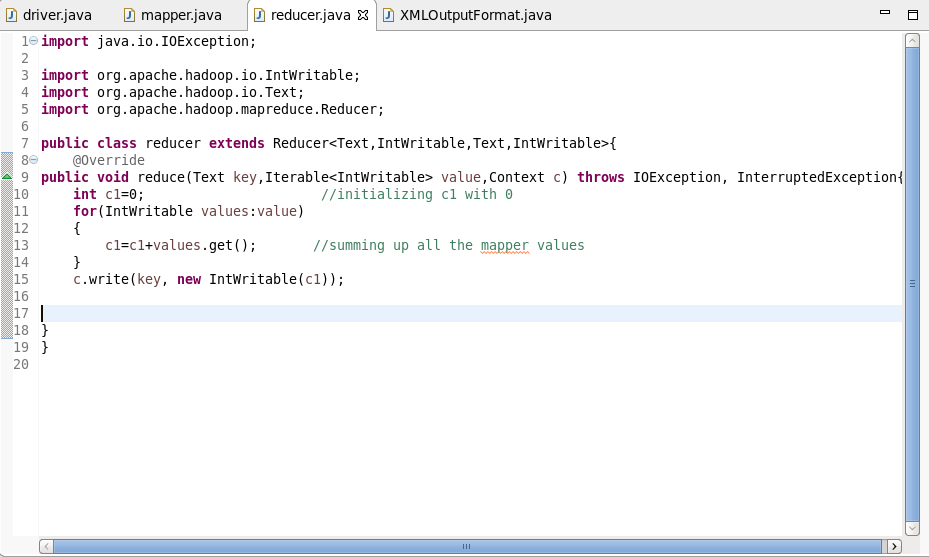 driver.java mapper.java reducer.java XMLOutputFormat.java
1 import java.io.IOException;
2
3 import org.apache.hadoop.io.IntWritable;
4 import org.apache.hadoop.io.Text;
5 import org.apache.hadoop.mapreduce.Reducer;
6
7 public class reducer extends Reducer<Text,IntWritable,Text,IntWritable>{
8     @Override
9 public void reduce(Text key,Iterable<IntWritable> value,Context c) throws IOException, InterruptedException{
10     int c1=0;                      //initializing c1 with 0
11     for(IntWritable values:value)
12     {
13         c1=c1+values.get();       //summing up all the mapper values
14     }
15     c.write(key, new IntWritable(c1));
16
17
18 }
19 }
20